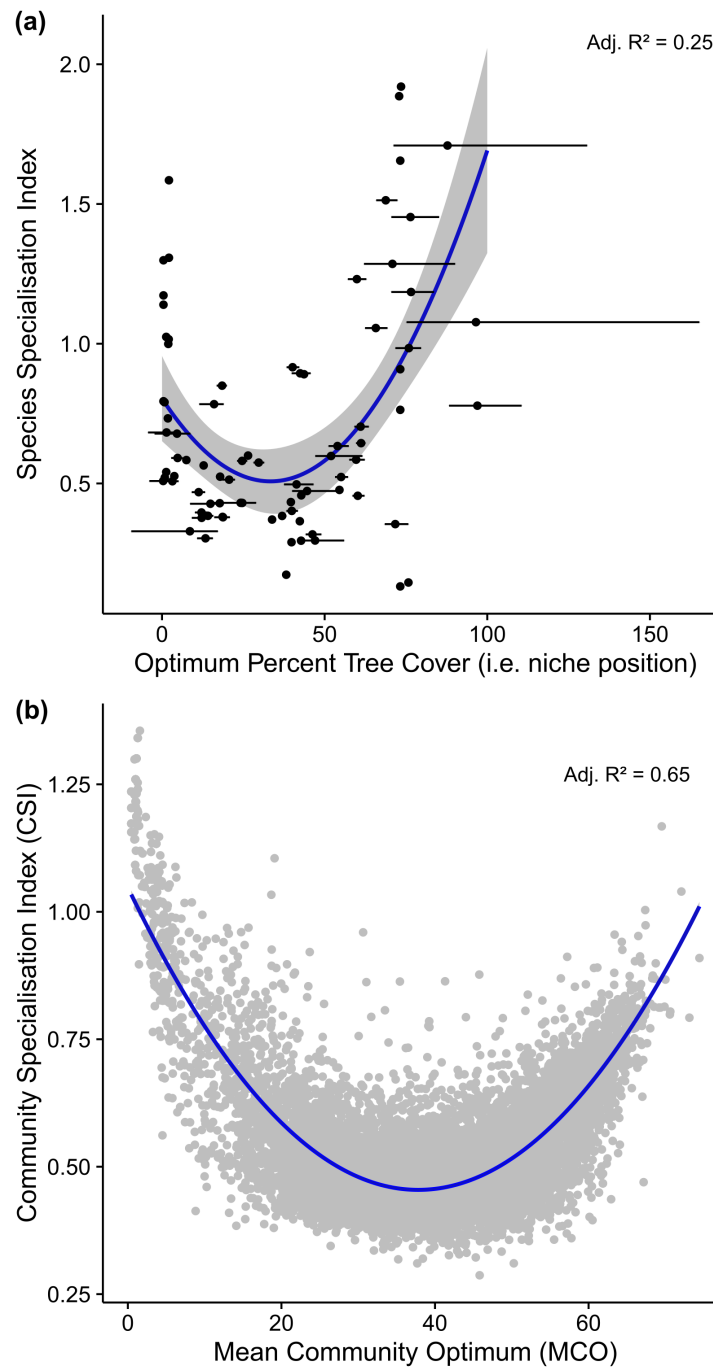 (a)
Adj. R² = 0.25
2.0
1.5
1.0
0.5
Species Specialisation Index
0 50 100 150
Optimum Percent Tree Cover (i.e. niche position)
(b)
Adj. R² = 0.65
1.25
1.00
0.75
0.50
0.25
Community Specialisation Index (CSI)
0 20 40 60
Mean Community Optimum (MCO)